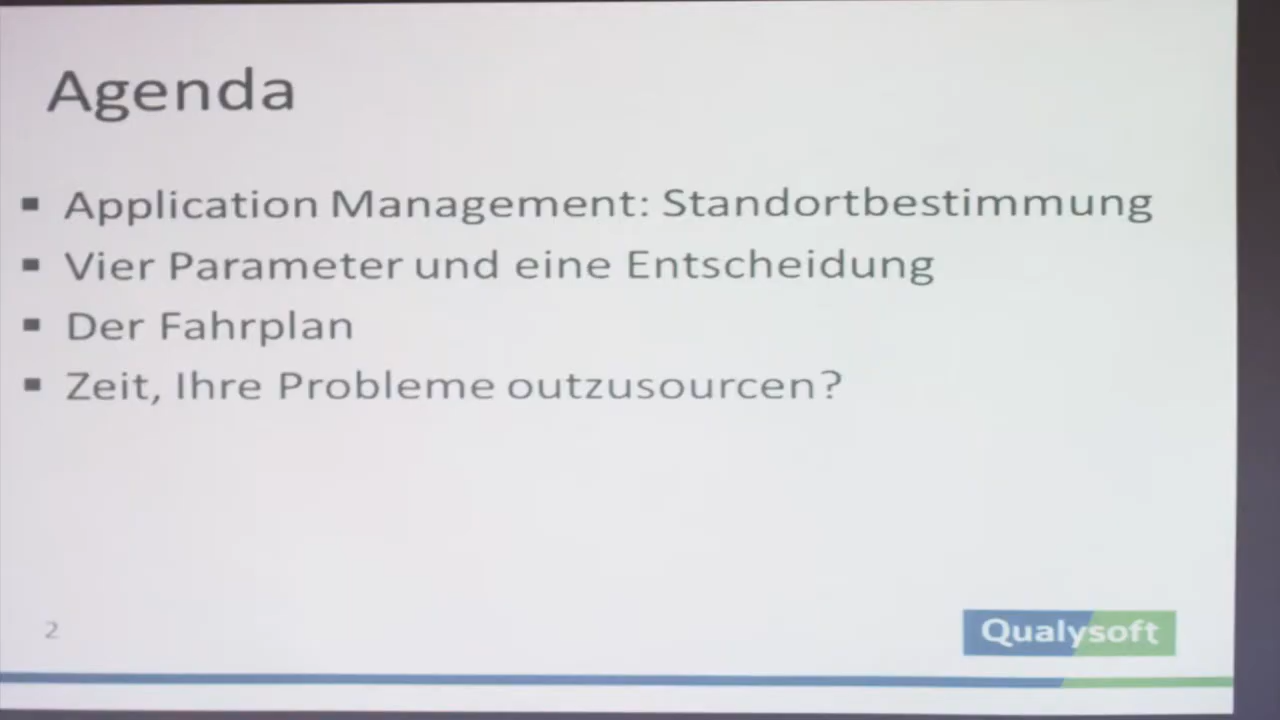 Agenda
▪ Application Management: Standortbestimmung
▪ Vier Parameter und eine Entscheidung
▪ Der Fahrplan
▪ Zeit, Ihre Probleme outzusourcen?
2
Qualysoft